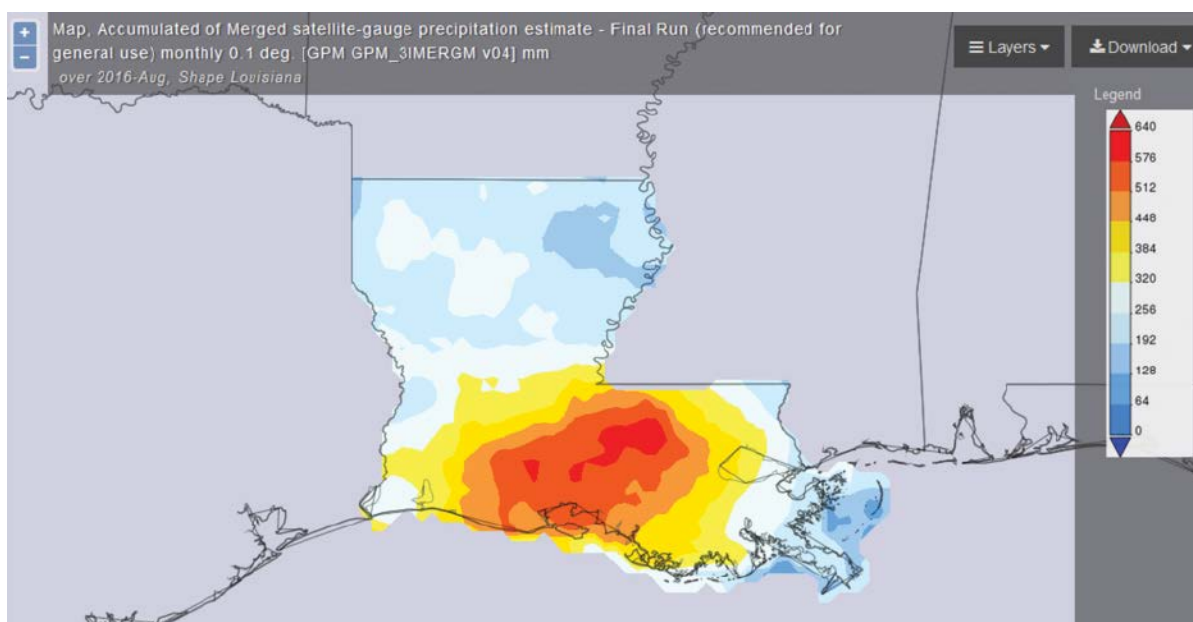 +
−
Map, Accumulated of Merged satellite-gauge precipitation estimate - Final Run (recommended for
general use) monthly 0.1 deg. [GPM GPM_3IMERGM v04] mm
over 2016-Aug, Shape Louisiana
Layers
Download
Legend
640
576
512
448
384
320
256
192
128
64
0